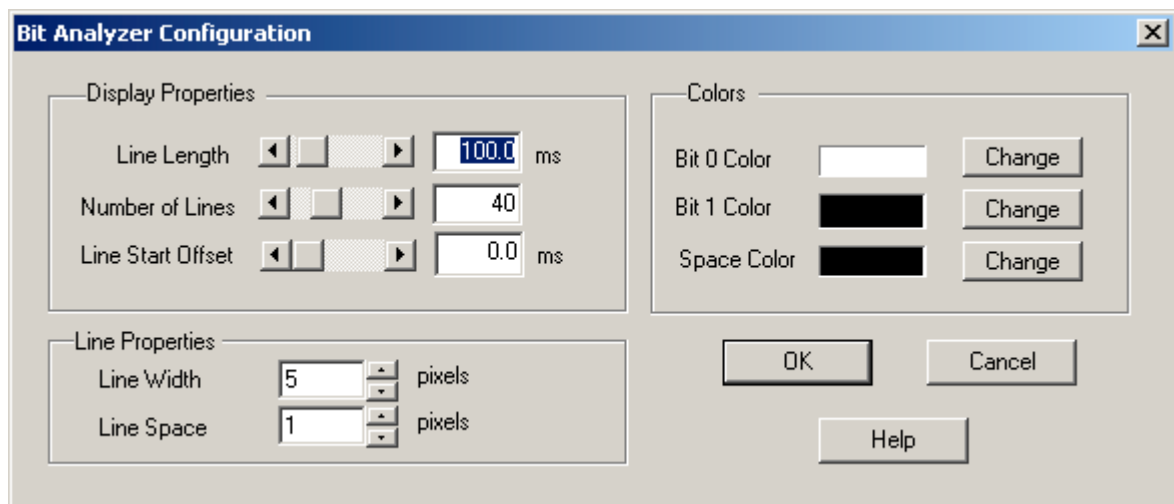 Bit Analyzer Configuration
Display Properties
Line Length 100.0 ms
Number of Lines 40
Line Start Offset 0.0 ms
Colors
Bit 0 Color Change
Bit 1 Color Change
Space Color Change
Line Properties
Line Width 5 pixels
Line Space 1 pixels
OK Cancel
Help